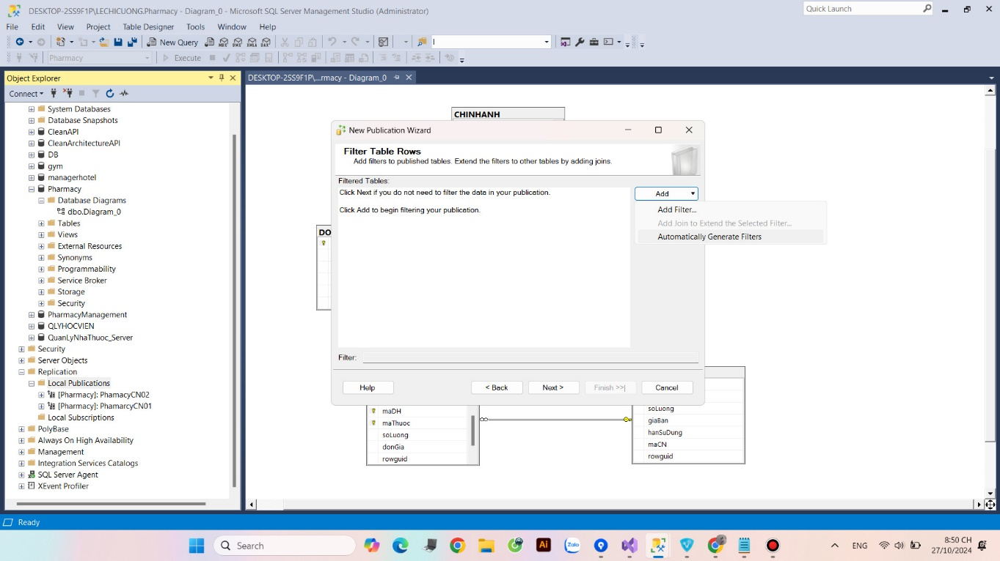 DESKTOP-2SS9F1P\LECHICUONG.Pharmacy - Diagram_0 - Microsoft SQL Server Management Studio (Administrator)
Quick Launch
File Edit View Project Table Designer Tools Window Help
New Query
Pharmacy
Execute
Object Explorer
DESKTOP-2SS9F1P\...rmacy - Diagram_0
Connect
System Databases
Database Snapshots
CleanAPI
CleanArchitectureAPI
DB
gym
managerhotel
Pharmacy
Database Diagrams
dbo.Diagram_0
Tables
Views
External Resources
Synonyms
Programmability
Service Broker
Storage
Security
PharmacyManagement
QLYHOCVIEN
QuanLyNhaThuoc_Server
Security
Server Objects
Replication
Local Publications
[Pharmacy]: PhamacyCN02
[Pharmacy]: PhamarcyCN01
Local Subscriptions
PolyBase
Always On High Availability
Management
Integration Services Catalogs
SQL Server Agent
XEvent Profiler
CHINHANH
DO
New Publication Wizard
Filter Table Rows
Add filters to published tables. Extend the filters to other tables by adding joins.
Filtered Tables:
Click Next if you do not need to filter the data in your publication.
Click Add to begin filtering your publication.
Add
Add Filter...
Add Join to Extend the Selected Filter...
Automatically Generate Filters
Filter:
Help
< Back
Next >
Finish >>|
Cancel
maDH
maThuoc
soLuong
donGia
rowguid
soLuong
giaBan
hanSuDung
maCN
rowguid
Ready
Search
Ai
Zalo
ENG
8:50 CH
27/10/2024